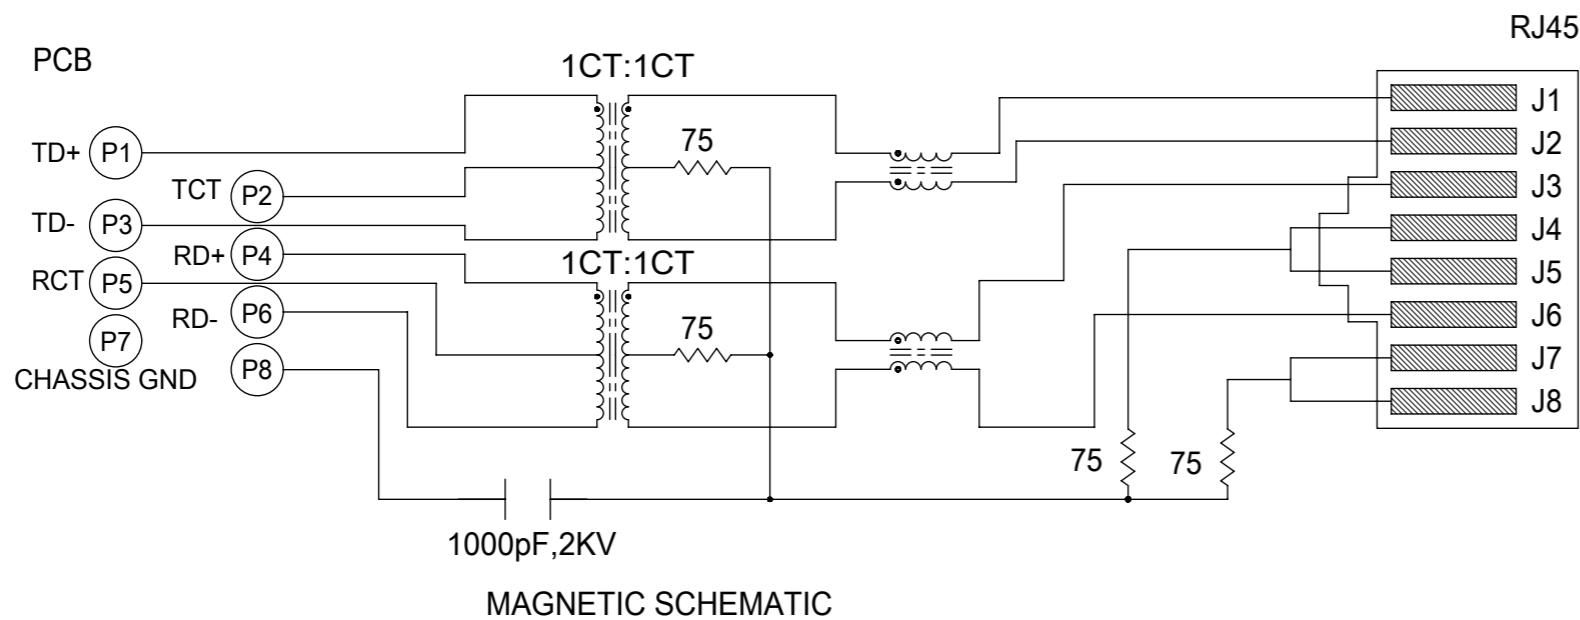 RJ45
PCB
1CT:1CT
J1
J2
TD+ P1
75
TCT P2
J3
TD- P3
J4
RD+ P4
1CT:1CT
J5
RCT P5
RD- P6
J6
75
P7
J7
CHASSIS GND P8
J8
75
75
1000pF,2KV
MAGNETIC SCHEMATIC